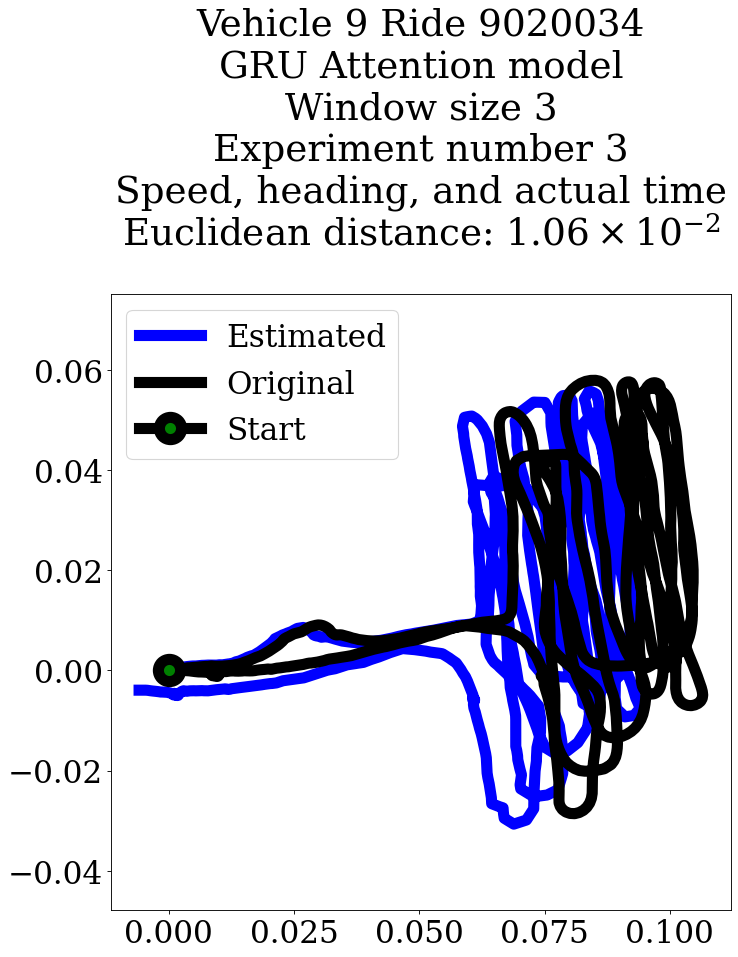 Vehicle 9 Ride 9020034
GRU Attention model
Window size 3
Experiment number 3
Speed, heading, and actual time
Euclidean distance: 1.06 × 10⁻²
Estimated
Original
Start
0.06
0.04
0.02
0.00
−0.02
−0.04
0.000 0.025 0.050 0.075 0.100